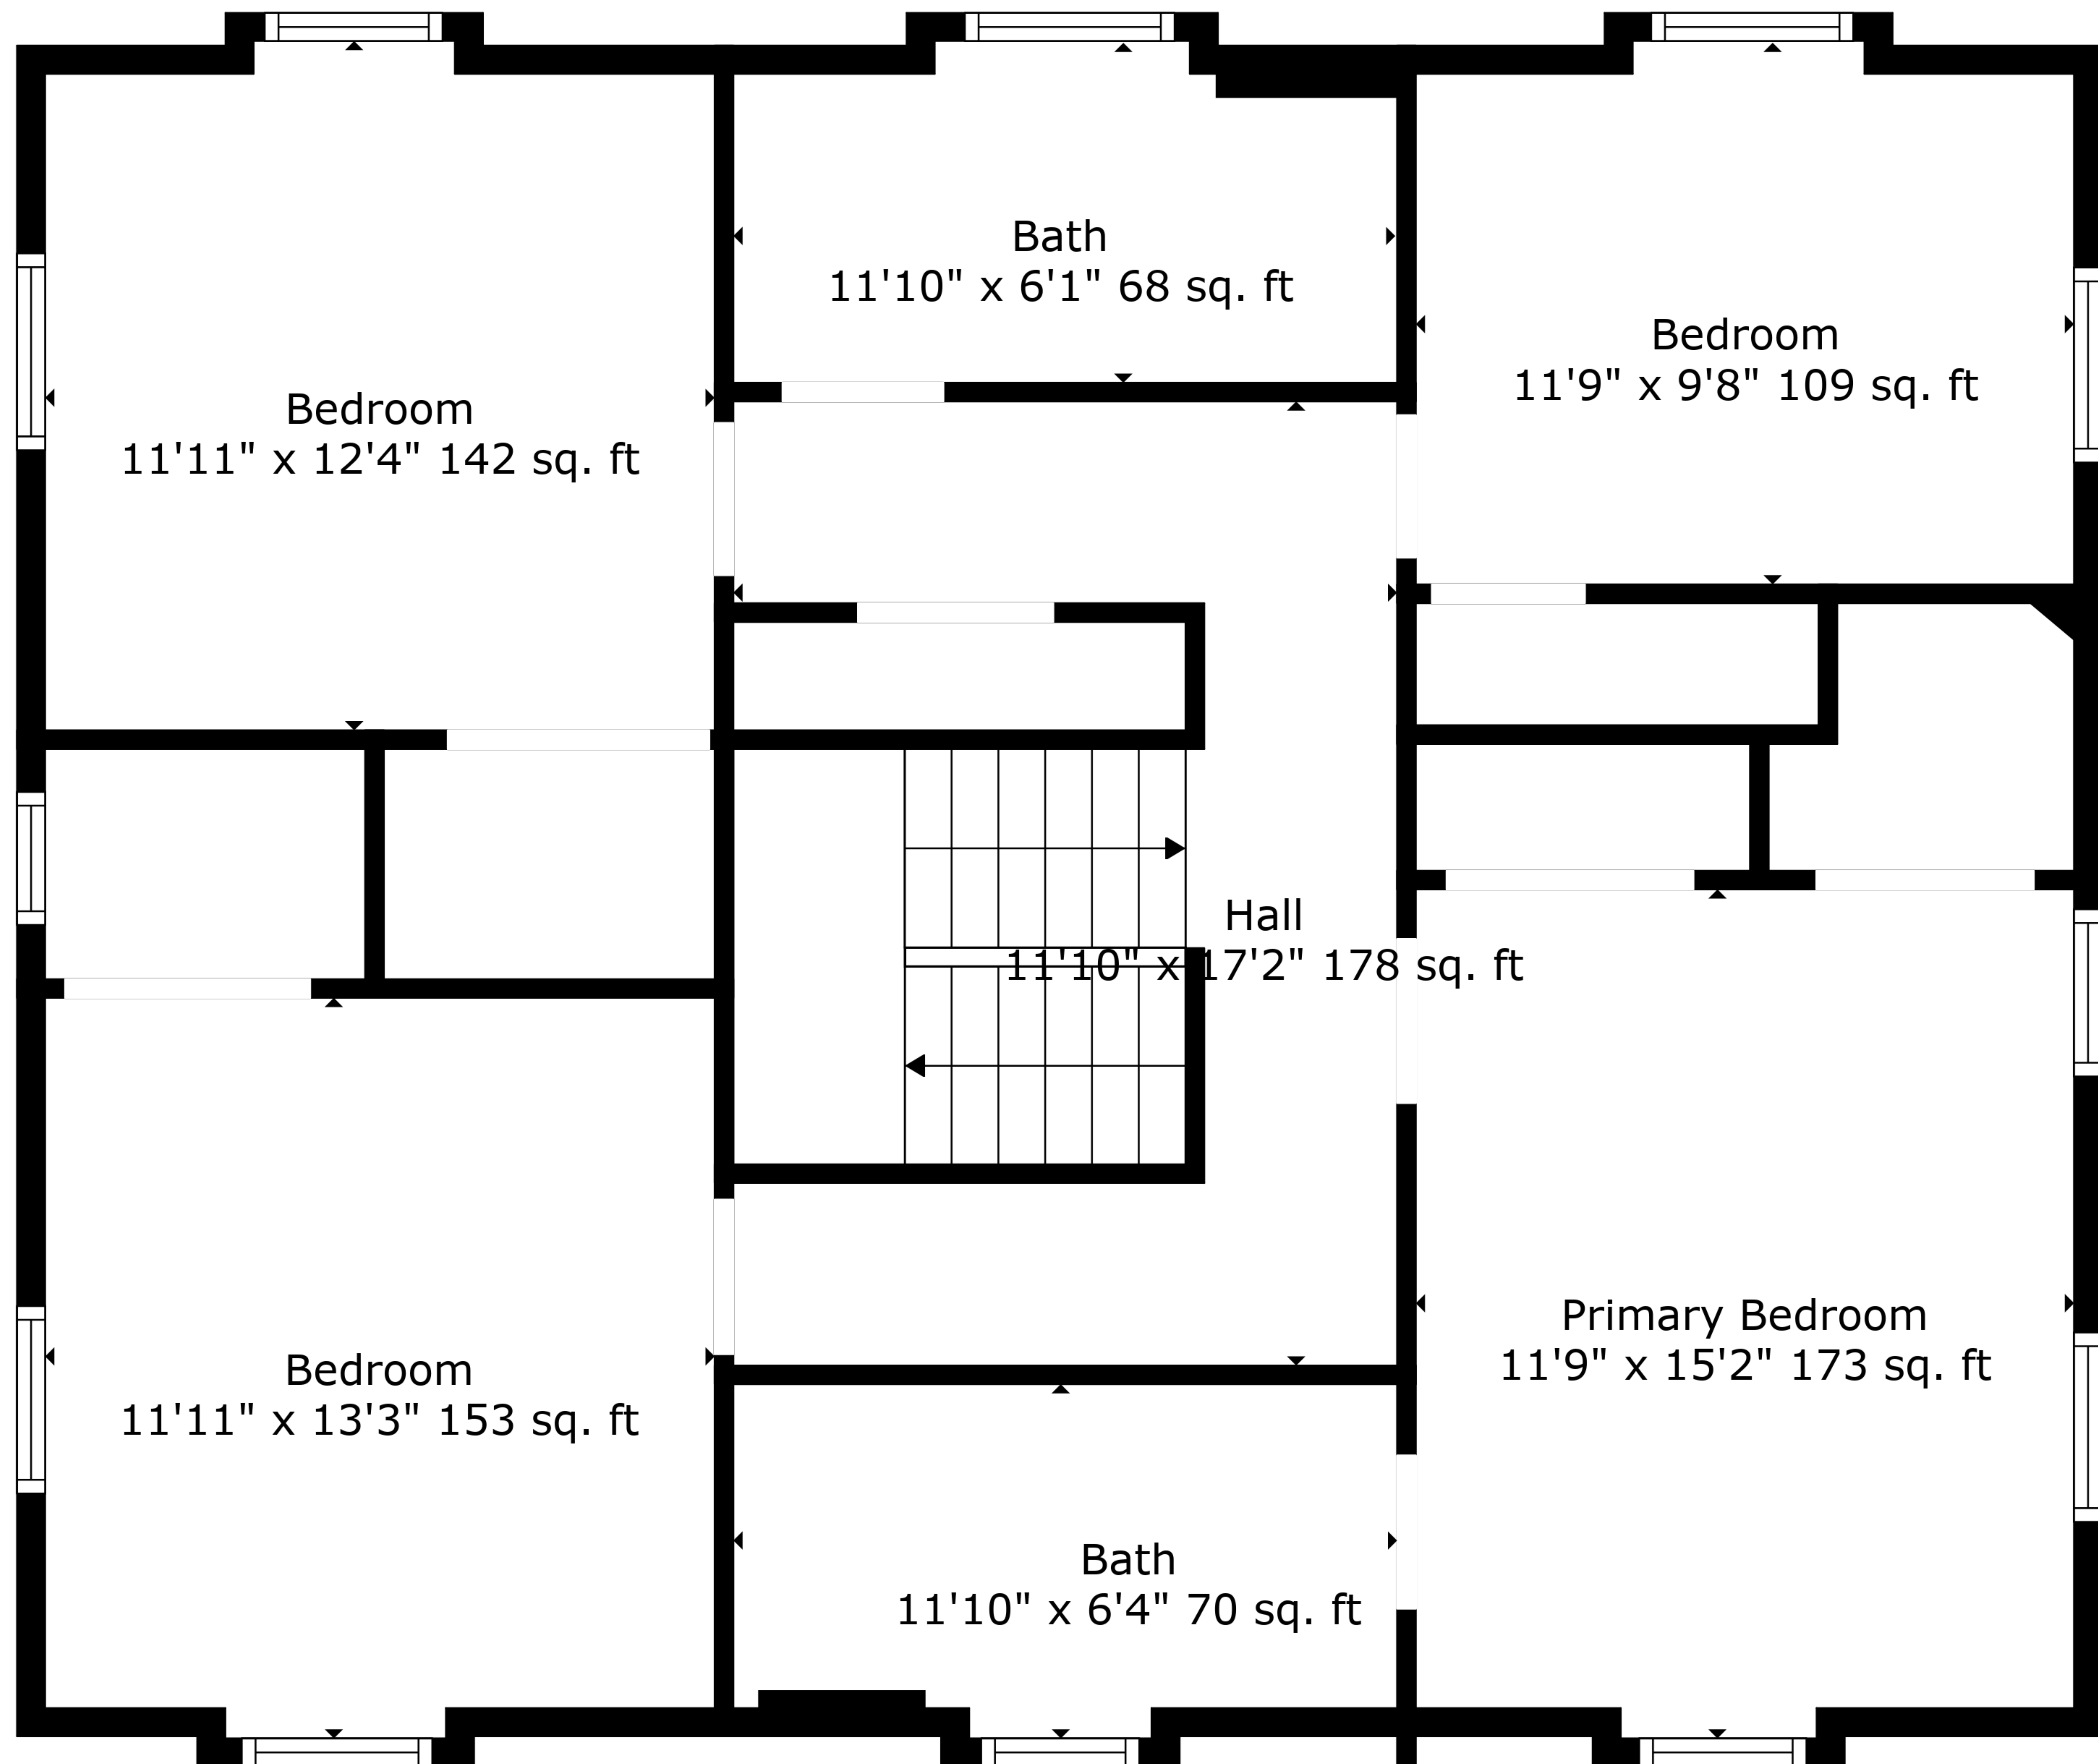 Bath
11'10" x 6'1" 68 sq. ft
Bedroom
11'9" x 9'8" 109 sq. ft
Bedroom
11'11" x 12'4" 142 sq. ft
Hall
11'10" x 17'2" 178 sq. ft
Primary Bedroom
11'9" x 15'2" 173 sq. ft
Bedroom
11'11" x 13'3" 153 sq. ft
Bath
11'10" x 6'4" 70 sq. ft